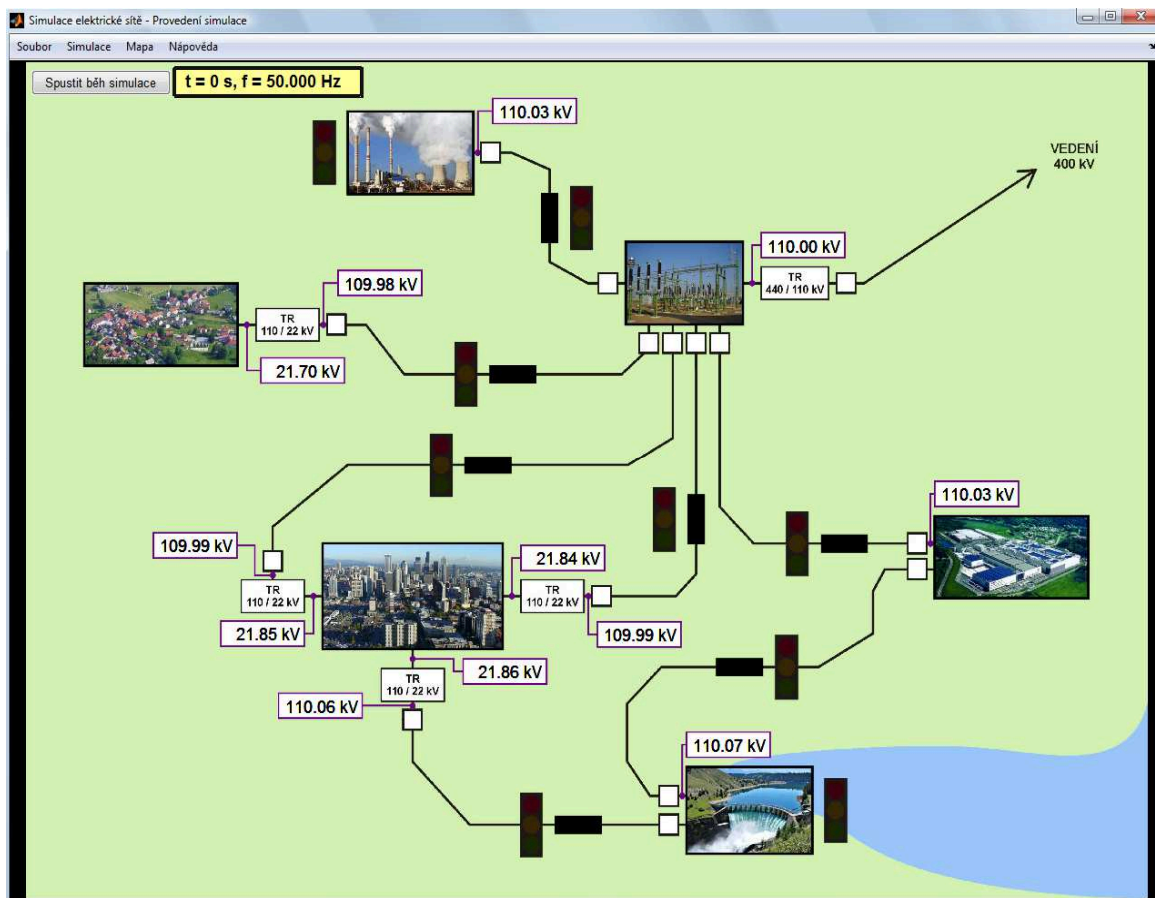 Simulace elektrické sítě - Provedení simulace
Soubor Simulace Mapa Nápověda
Spustit běh simulace
t = 0 s, f = 50.000 Hz
110.03 kV
VEDENÍ
400 kV
110.00 kV
TR
440 / 110 kV
109.98 kV
TR
110 / 22 kV
21.70 kV
110.03 kV
109.99 kV
21.84 kV
TR
110 / 22 kV
TR
110 / 22 kV
21.85 kV
109.99 kV
21.86 kV
TR
110 / 22 kV
110.06 kV
110.07 kV